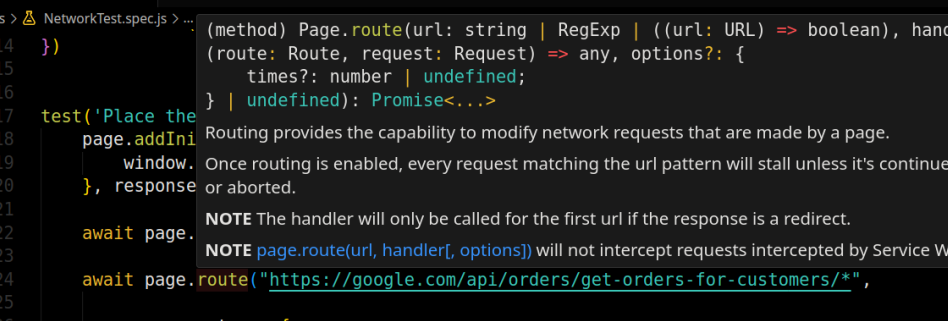 s > NetworkTest.spec.js > ...
(method) Page.route(url: string | RegExp | ((url: URL) => boolean), hand
(route: Route, request: Request) => any, options?: {
times?: number | undefined;
} | undefined): Promise<...>
Routing provides the capability to modify network requests that are made by a page.
Once routing is enabled, every request matching the url pattern will stall unless it's continue
or aborted.
NOTE The handler will only be called for the first url if the response is a redirect.
NOTE page.route(url, handler[, options]) will not intercept requests intercepted by Service W
14 })
15
16
17 test('Place the
18 page.addIni
19 window.
20 }, response
21
22 await page.
23
24 await page.route("https://google.com/api/orders/get-orders-for-customers/*",
25